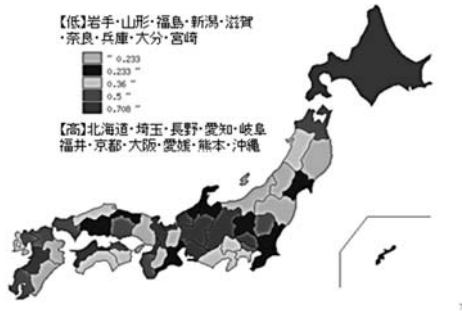 【低】岩手・山形・福島・新潟・滋賀
・奈良・兵庫・大分・宮崎
~ 0.233
0.233 ~
0.36 ~
0.5 ~
0.708 ~
【高】北海道・埼玉・長野・愛知・岐阜
福井・京都・大阪・愛媛・熊本・沖縄